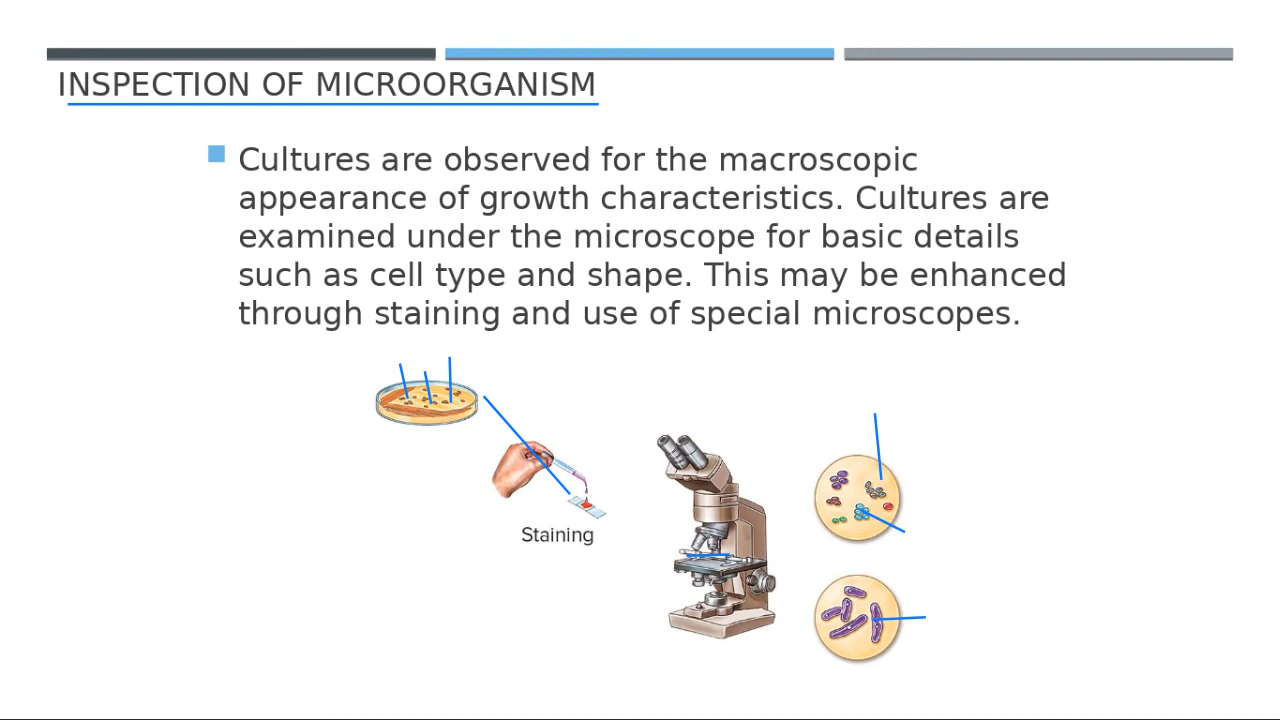 INSPECTION OF MICROORGANISM
Cultures are observed for the macroscopic
appearance of growth characteristics. Cultures are
examined under the microscope for basic details
such as cell type and shape. This may be enhanced
through staining and use of special microscopes.
Staining